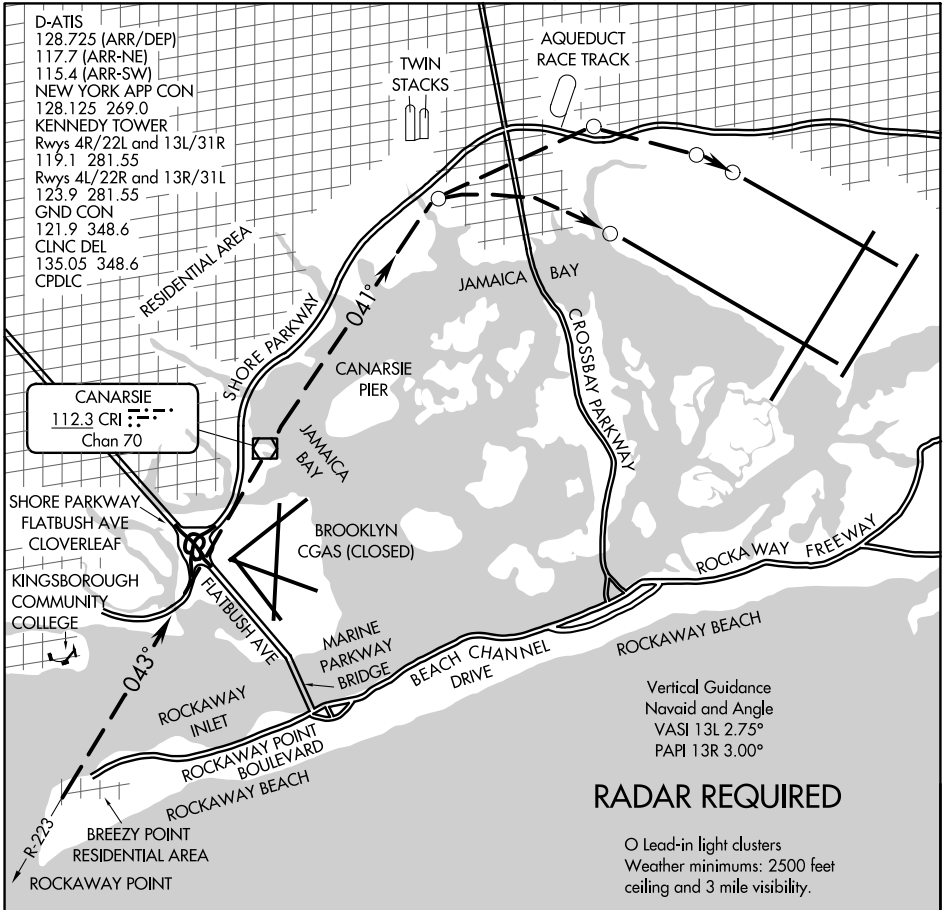 D-ATIS
128.725 (ARR/DEP)
117.7 (ARR-NE)
115.4 (ARR-SW)
NEW YORK APP CON
128.125 269.0
KENNEDY TOWER
Rwys 4R/22L and 13L/31R
119.1 281.55
Rwys 4L/22R and 13R/31L
123.9 281.55
GND CON
121.9 348.6
CLNC DEL
135.05 348.6
CPDLC
TWIN
STACKS
AQUEDUCT
RACE TRACK
RESIDENTIAL AREA
SHORE PARKWAY
041°
JAMAICA BAY
CROSSBAY PARKWAY
CANARSIE
PIER
CANARSIE
112.3 CRI
Chan 70
JAMAICA
BAY
SHORE PARKWAY
FLATBUSH AVE
CLOVERLEAF
BROOKLYN
CGAS (CLOSED)
KINGSBOROUGH
COMMUNITY
COLLEGE
FLATBUSH AVE
043°
MARINE
PARKWAY
BRIDGE
BEACH CHANNEL
DRIVE
ROCKAWAY FREEWAY
ROCKAWAY BEACH
ROCKAWAY
INLET
ROCKAWAY POINT
BOULEVARD
ROCKAWAY BEACH
R-223
BREEZY POINT
RESIDENTIAL AREA
ROCKAWAY POINT
Vertical Guidance
Navaid and Angle
VASI 13L 2.75°
PAPI 13R 3.00°
RADAR REQUIRED
O Lead-in light clusters
Weather minimums: 2500 feet
ceiling and 3 mile visibility.